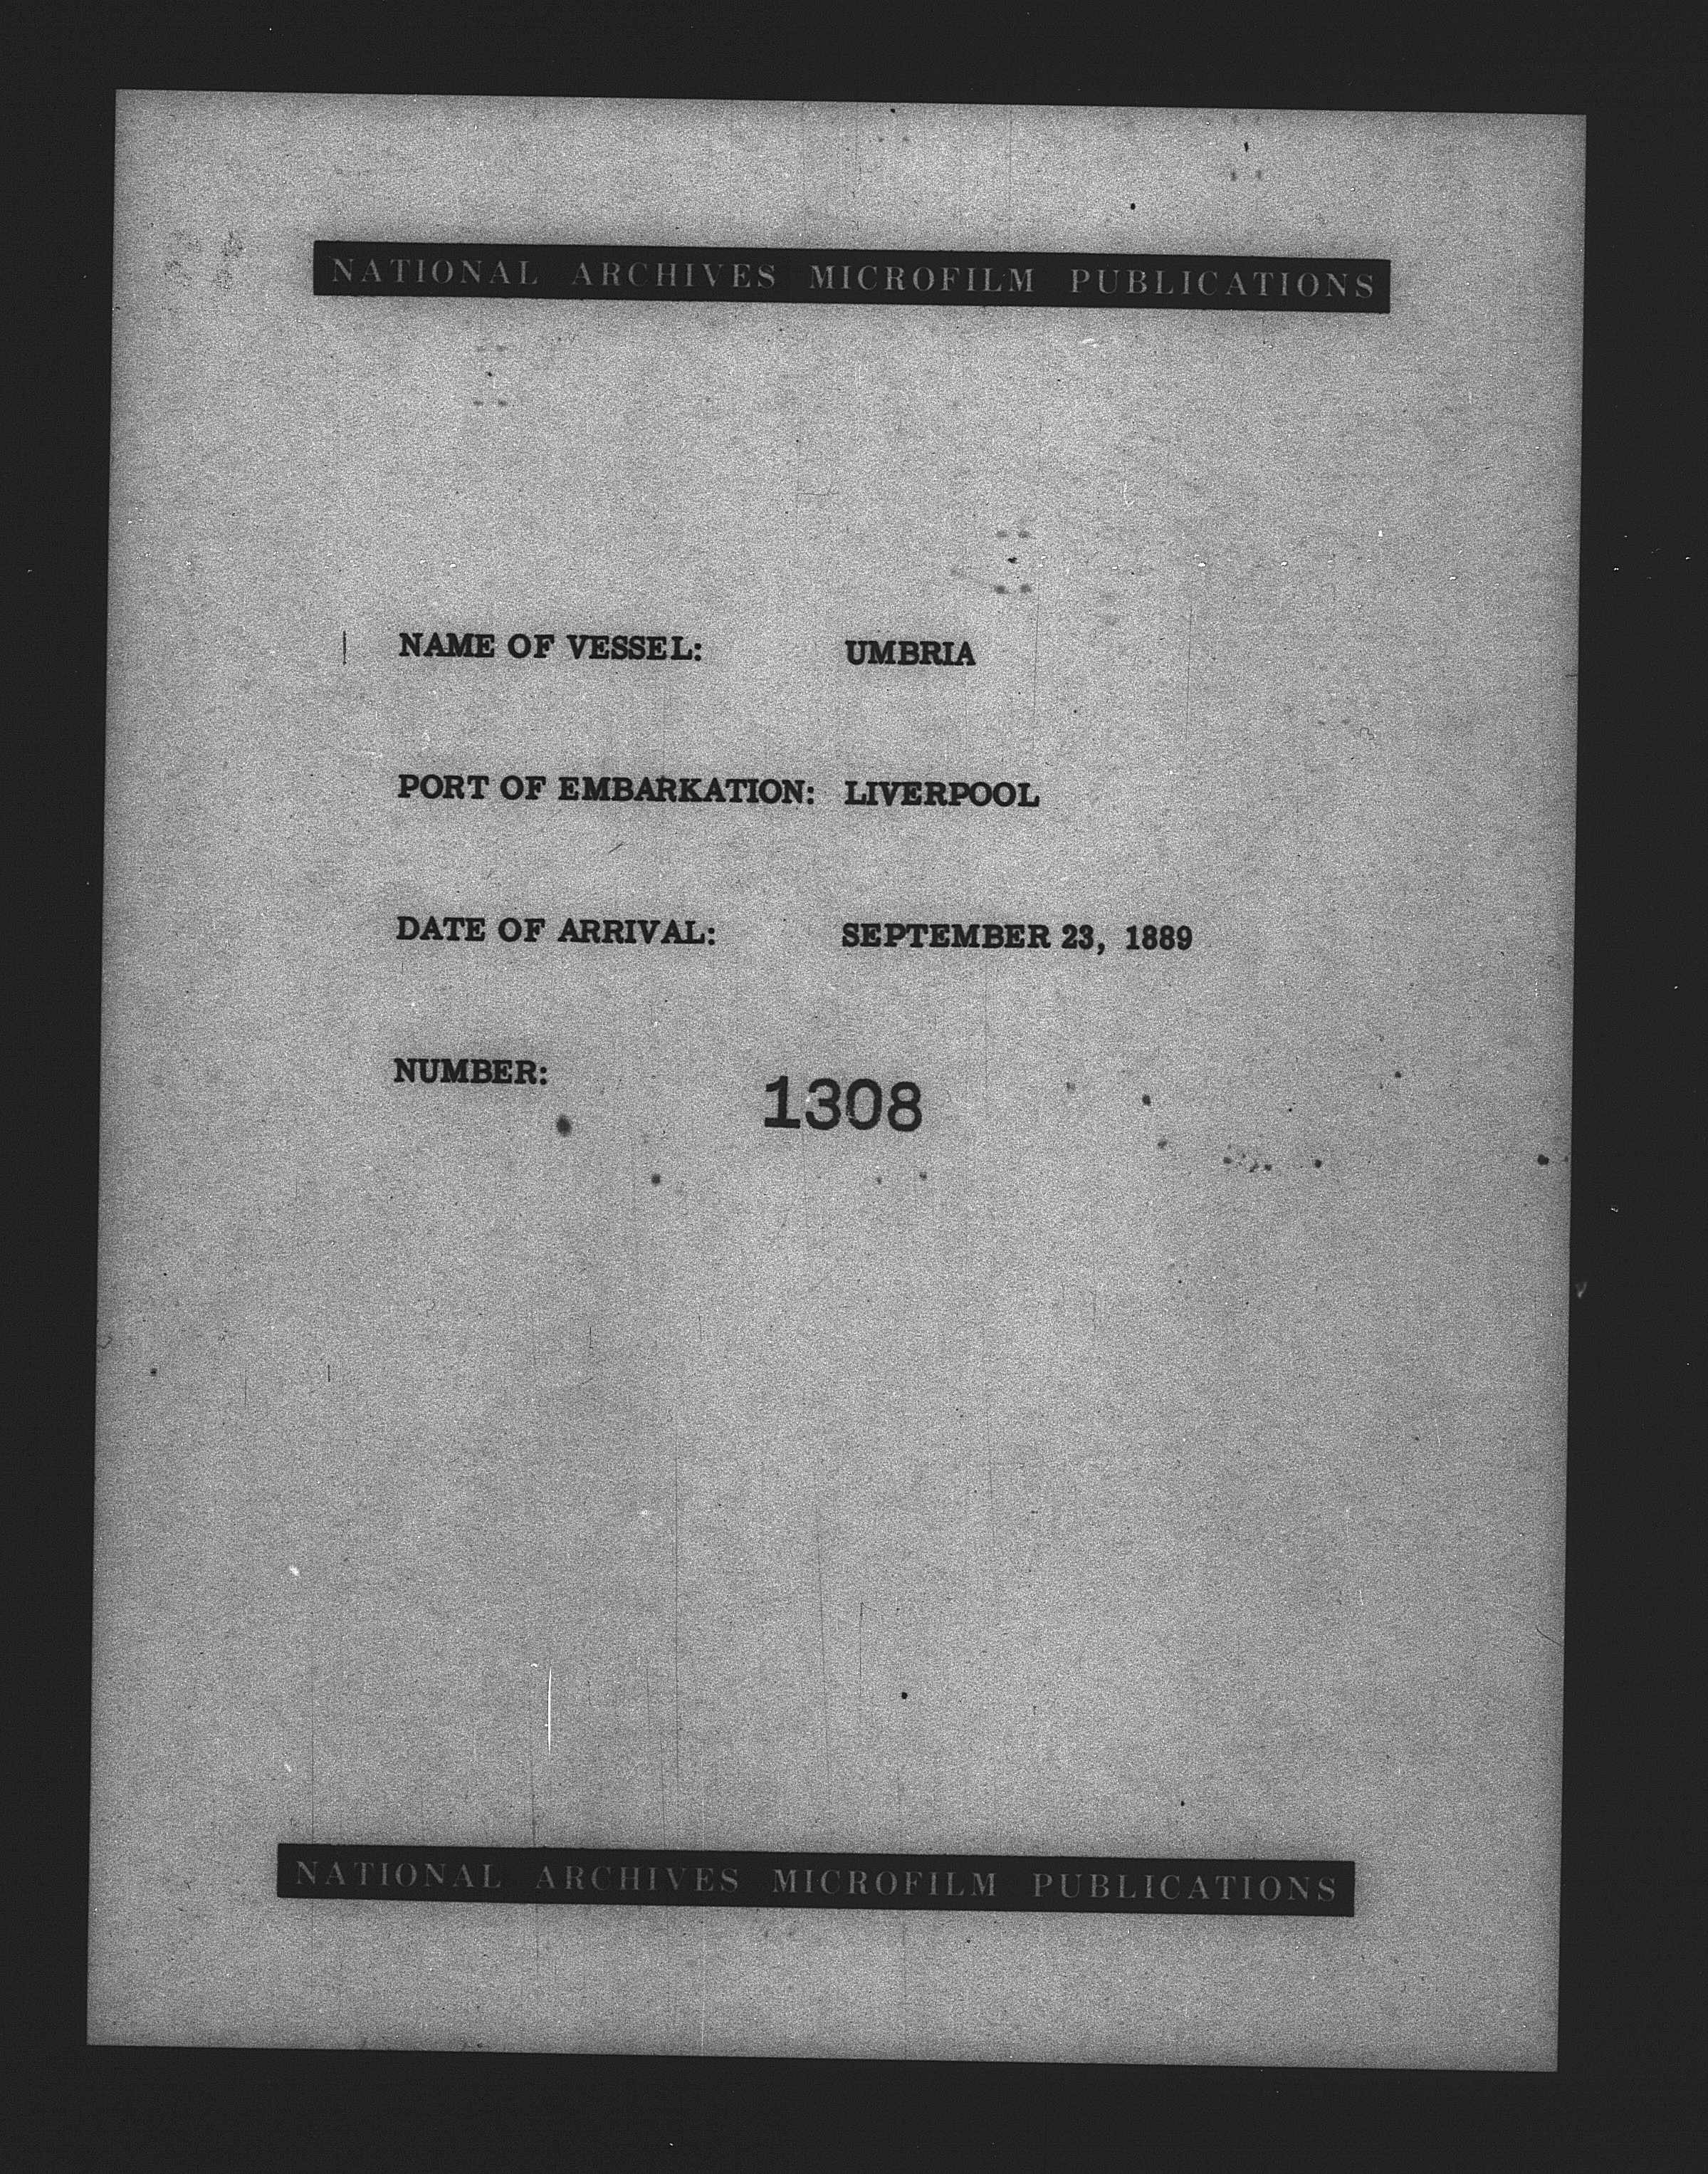 NATIONAL ARCHIVES MICROFILM PUBLICATIONS
NAME OF VESSEL: UMBRIA
PORT OF EMBARKATION: LIVERPOOL
DATE OF ARRIVAL: SEPTEMBER 23, 1889
NUMBER: 1308
NATIONAL ARCHIVES MICROFILM PUBLICATIONS